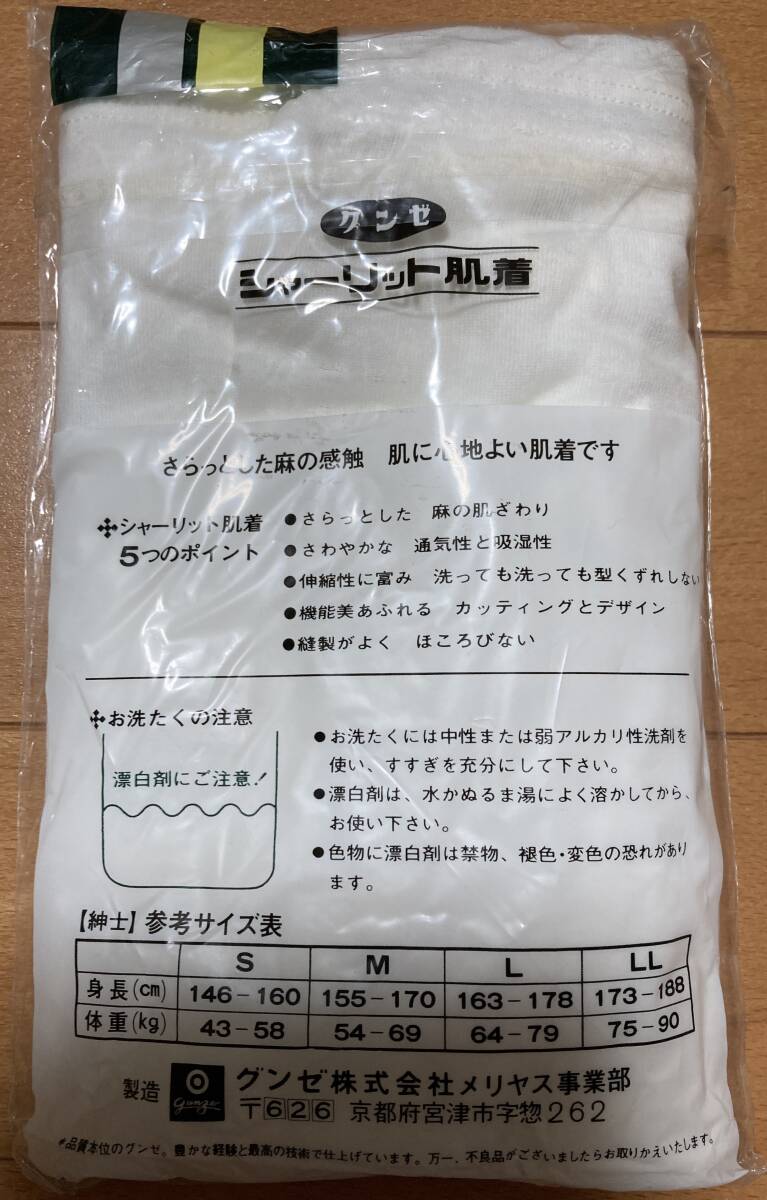 グンゼ
シャーリット肌着
さらっとした麻の感触 肌に心地よい肌着です
シャーリット肌着
5つのポイント
●さらっとした 麻の肌ざわり
●さわやかな 通気性と吸湿性
●伸縮性に富み 洗っても洗っても型くずれしない
●機能美あふれる カッティングとデザイン
●縫製がよく ほころびない
お洗たくの注意
漂白剤にご注意!
●お洗たくには中性または弱アルカリ性洗剤を
使い、すすぎを充分にして下さい。
●漂白剤は、水かぬるま湯によく溶かしてから、
お使い下さい。
●色物に漂白剤は禁物、褪色・変色の恐れがあり
ます。
【紳士】参考サイズ表
S M L LL
身長(cm) 146-160 155-170 163-178 173-188
体重(kg) 43-58 54-69 64-79 75-90
製造 gunze グンゼ株式会社メリヤス事業部
〒626 京都府宮津市字惣262
品質本位のグンゼ。豊かな経験と最高の技術で仕上げています。万一、不良品がございましたらお取りかえいたします。